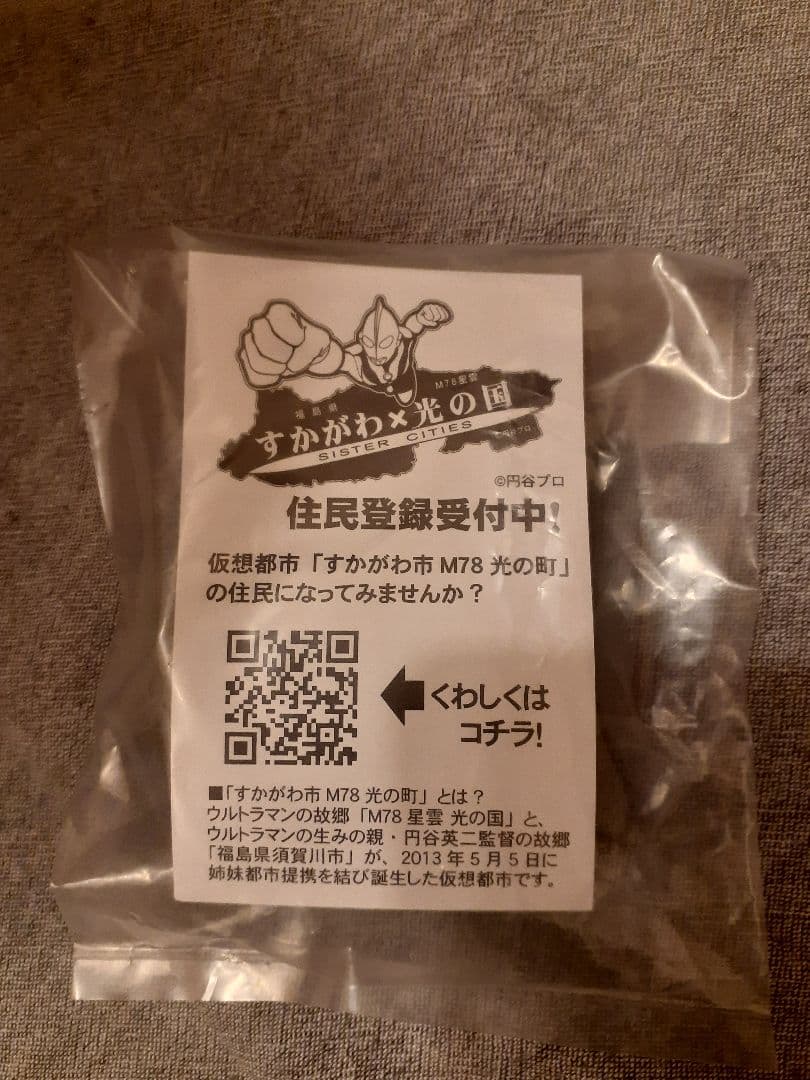 福島県
M78星雲
すかがわ×光の国
SISTER CITIES
©円谷プロ
©円谷プロ
住民登録受付中!
仮想都市「すかがわ市 M78 光の町」
の住民になってみませんか？
くわしくは
コチラ!
■「すかがわ市 M78 光の町」とは？
ウルトラマンの故郷「M78 星雲 光の国」と、
ウルトラマンの生みの親・円谷英二監督の故郷
「福島県須賀川市」が、2013 年 5 月 5 日に
姉妹都市提携を結び誕生した仮想都市です。